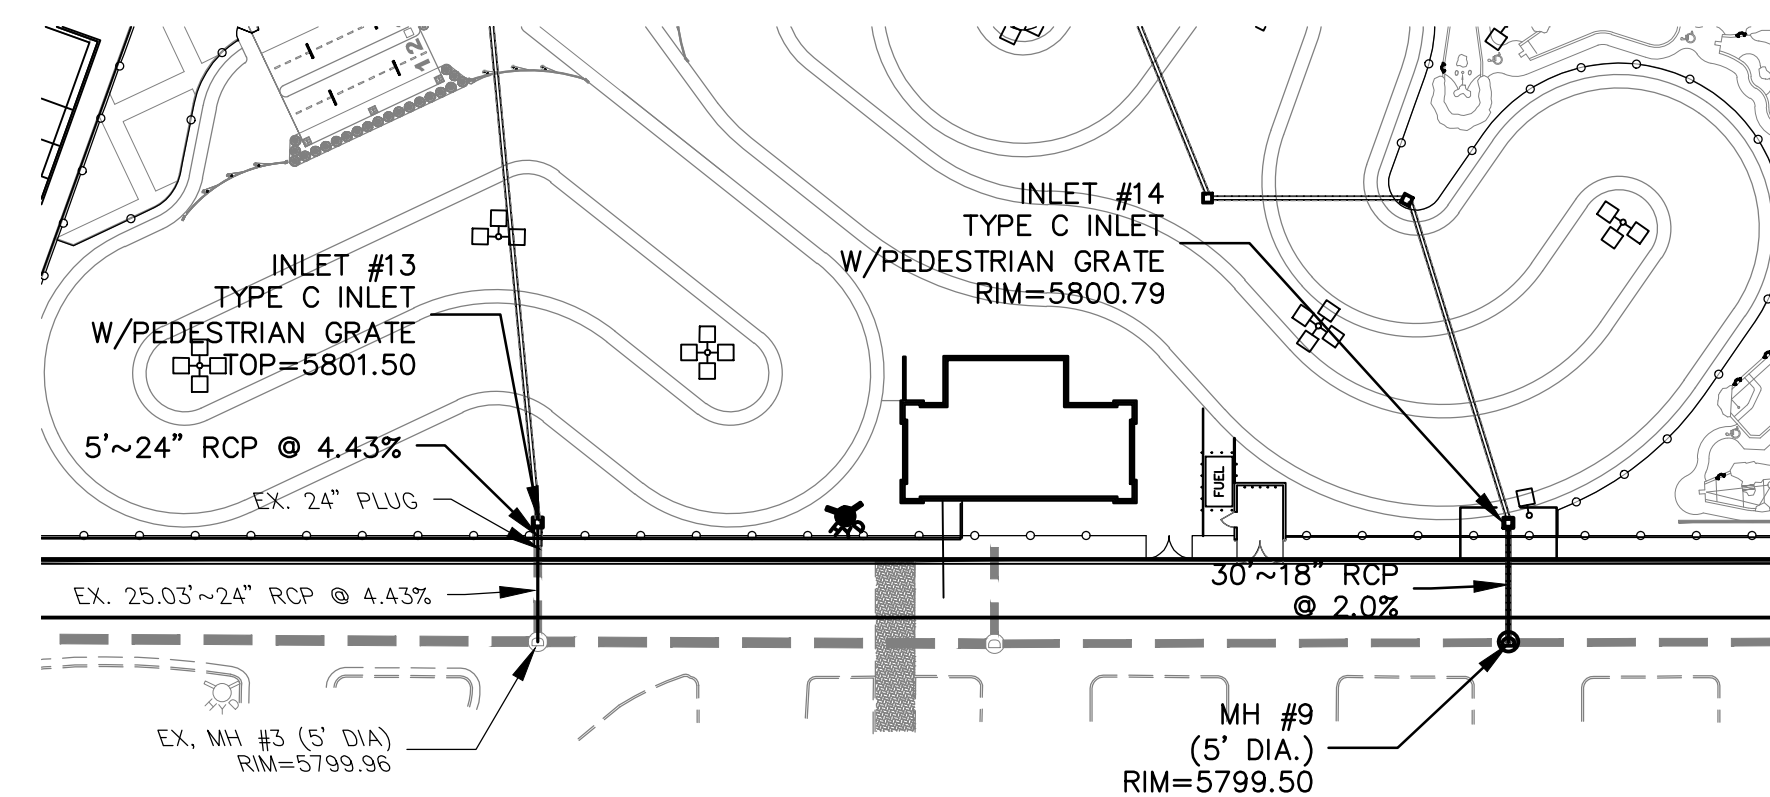 1.2
INLET #13
TYPE C INLET
W/PEDESTRIAN GRATE
TOP=5801.50
5'~24" RCP @ 4.43%
EX. 24" PLUG
EX. 25.03'~24" RCP @ 4.43%
EX, MH #3 (5' DIA)
RIM=5799.96
INLET #14
TYPE C INLET
W/PEDESTRIAN GRATE
RIM=5800.79
FUEL
30'~18" RCP
@ 2.0%
MH #9
(5' DIA.)
RIM=5799.50